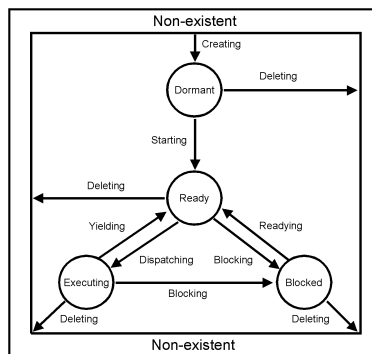 Non-existent
Creating
Dormant
Deleting
Starting
Deleting
Ready
Yielding
Readying
Dispatching
Blocking
Executing
Blocked
Blocking
Deleting
Deleting
Non-existent